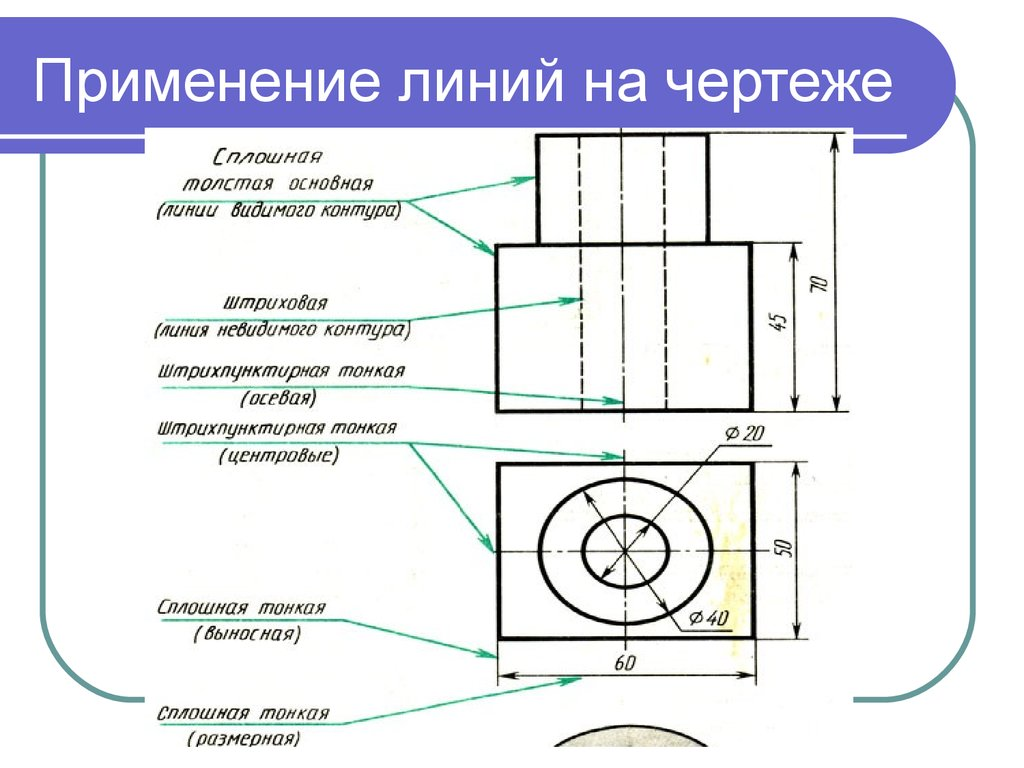 Применение линий на чертеже
Сплошная
толстая основная
(линии видимого контура)
Штриховая
(линия невидимого контура)
Штрихпунктирная тонкая
(осевая)
Штрихпунктирная тонкая
(центровые)
Сплошная тонкая
(выносная)
Сплошная тонкая
(размерная)
70
45
⌀20
50
⌀40
60